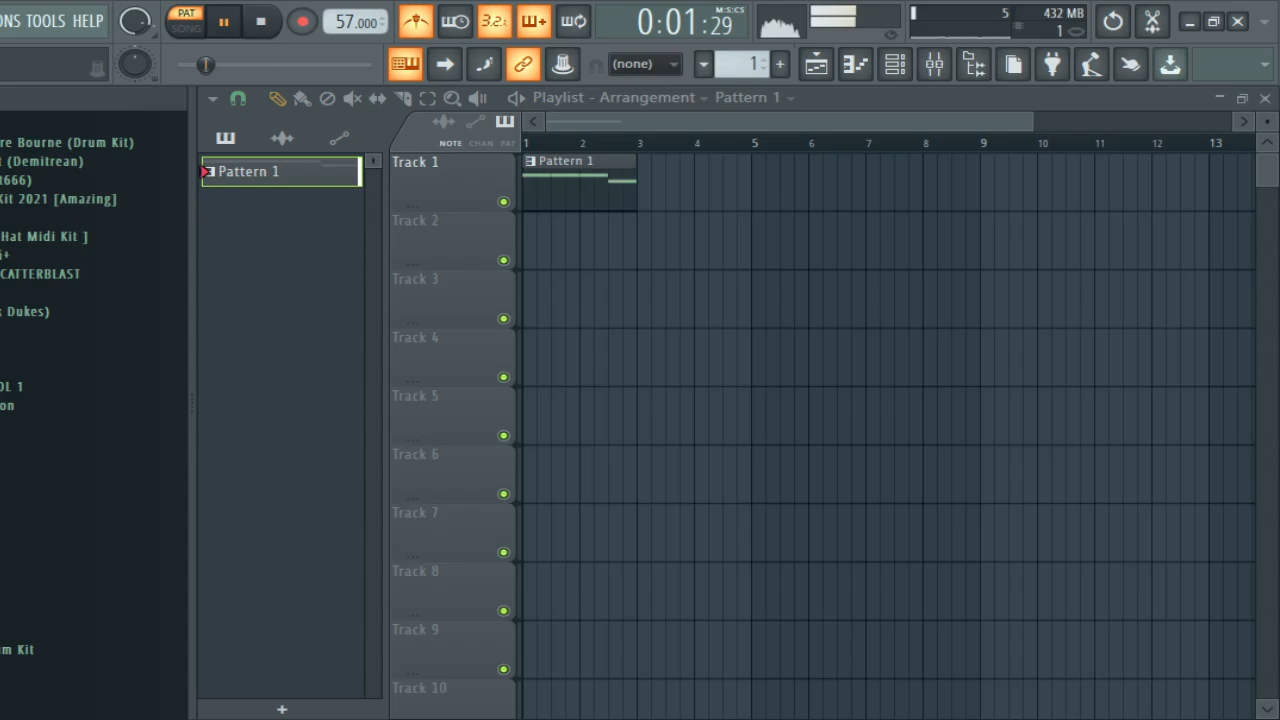 ONS TOOLS HELP
PAT
SONG
57.000
3.2.
0:01:29
M:S:CS
5
432 MB
1
(none)
1
Playlist - Arrangement
Pattern 1
re Bourne (Drum Kit)
t (Demitrean)
t666)
Kit 2021 [Amazing]
Hat Midi Kit ]
CATTERBLAST
k Dukes)
OL 1
on
um Kit
Pattern 1
NOTE CHAN PAT
1 2 3 4 5 6 7 8 9 10 11 12 13
Track 1
Pattern 1
Track 2
Track 3
Track 4
Track 5
Track 6
Track 7
Track 8
Track 9
Track 10